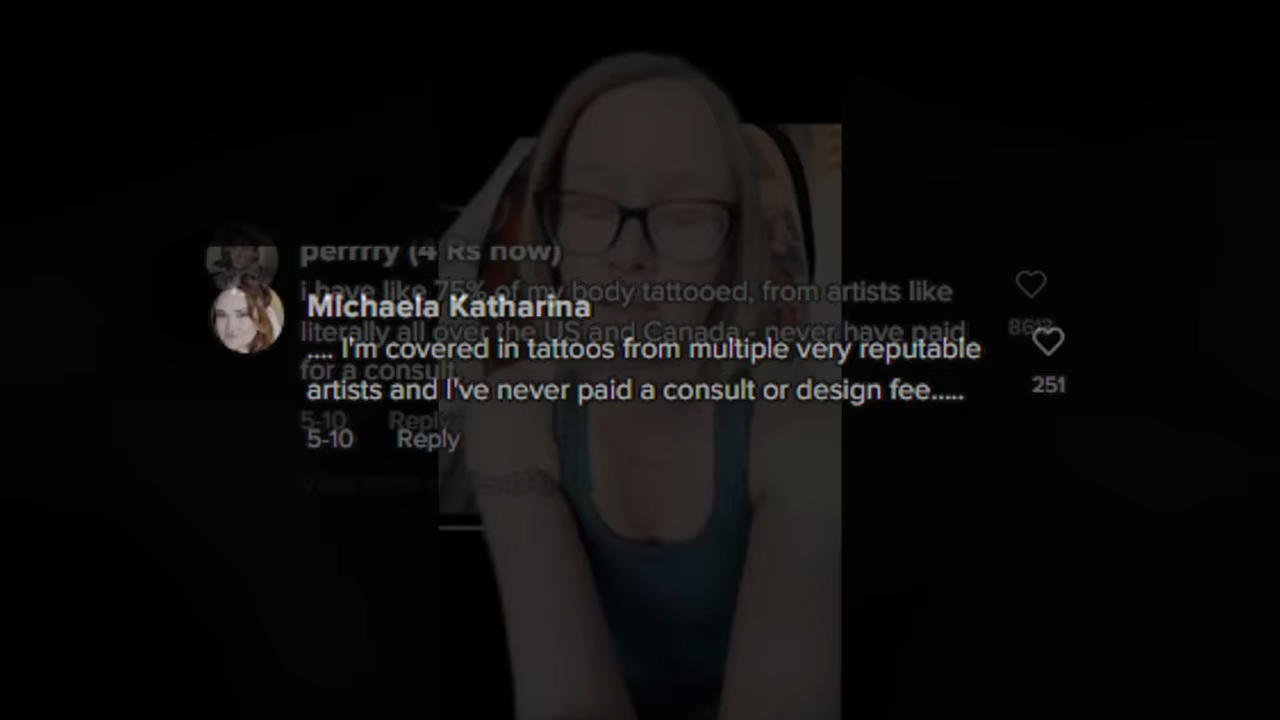 perrrry (4 Rs now)
i have like 75% of my body tattooed, from artists like
literally all over the US and Canada - never have paid
for a consult
5-10 Reply
MIchaela Katharina
.... I'm covered in tattoos from multiple very reputable
artists and I've never paid a consult or design fee.....
251
5-10 Reply